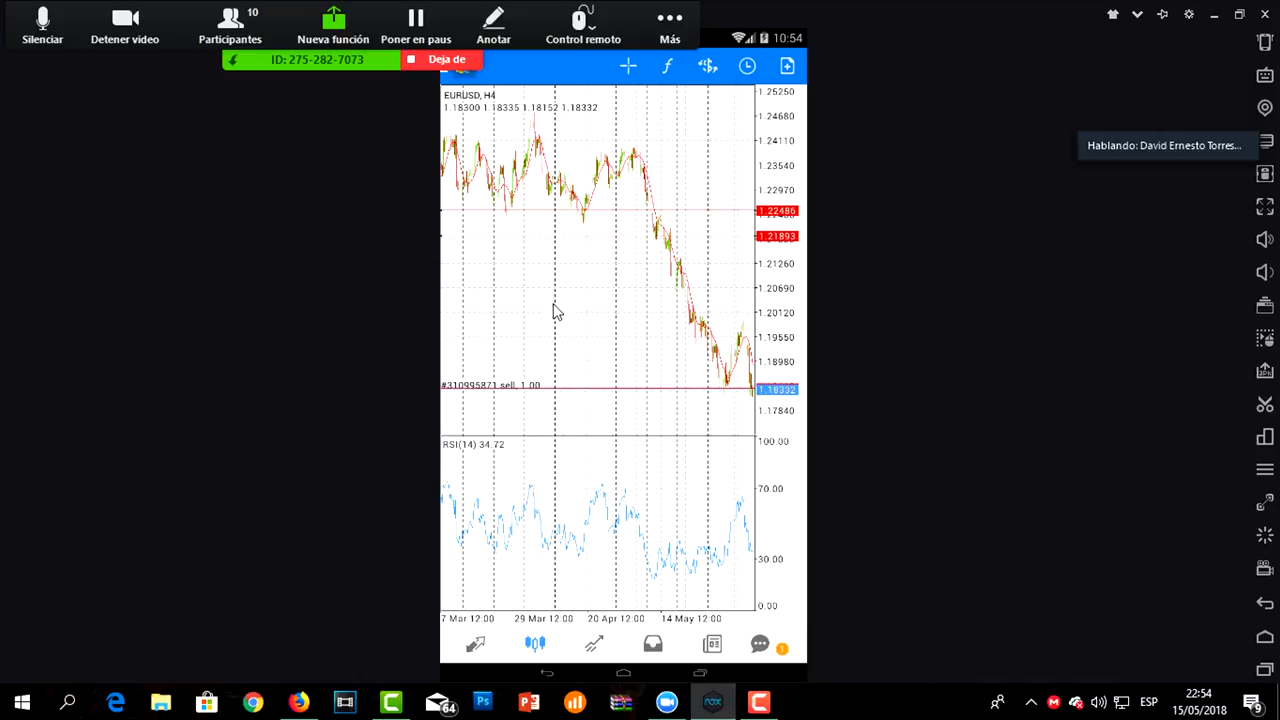 10
Silenciar
Detener video
Participantes
Nueva función
Poner en paus
Anotar
Control remoto
Más
ID: 275-282-7073
Deja de
10:54
Hablando: David Ernesto Torres...
EURUSD, H4
1.18300 1.18335 1.18152 1.18332
1.25250
1.24680
1.24110
1.23540
1.22970
1.22486
1.21893
1.21260
1.20690
1.20120
1.19550
1.18980
#310995871 sell, 1.00
1.18332
1.17840
RSI(14) 34.72
100.00
70.00
30.00
0.00
7 Mar 12:00
29 Mar 12:00
20 Apr 12:00
14 May 12:00
1
64
Ps
nox
ESP
22:54
15/05/2018
9